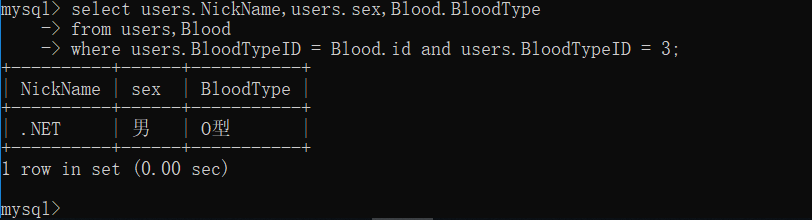 mysql> select users.NickName,users.sex,Blood.BloodType
    -> from users,Blood
    -> where users.BloodTypeID = Blood.id and users.BloodTypeID = 3;
+----------+------+-----------+
| NickName | sex  | BloodType |
+----------+------+-----------+
| .NET     | 男   | O型       |
+----------+------+-----------+
1 row in set (0.00 sec)
mysql>